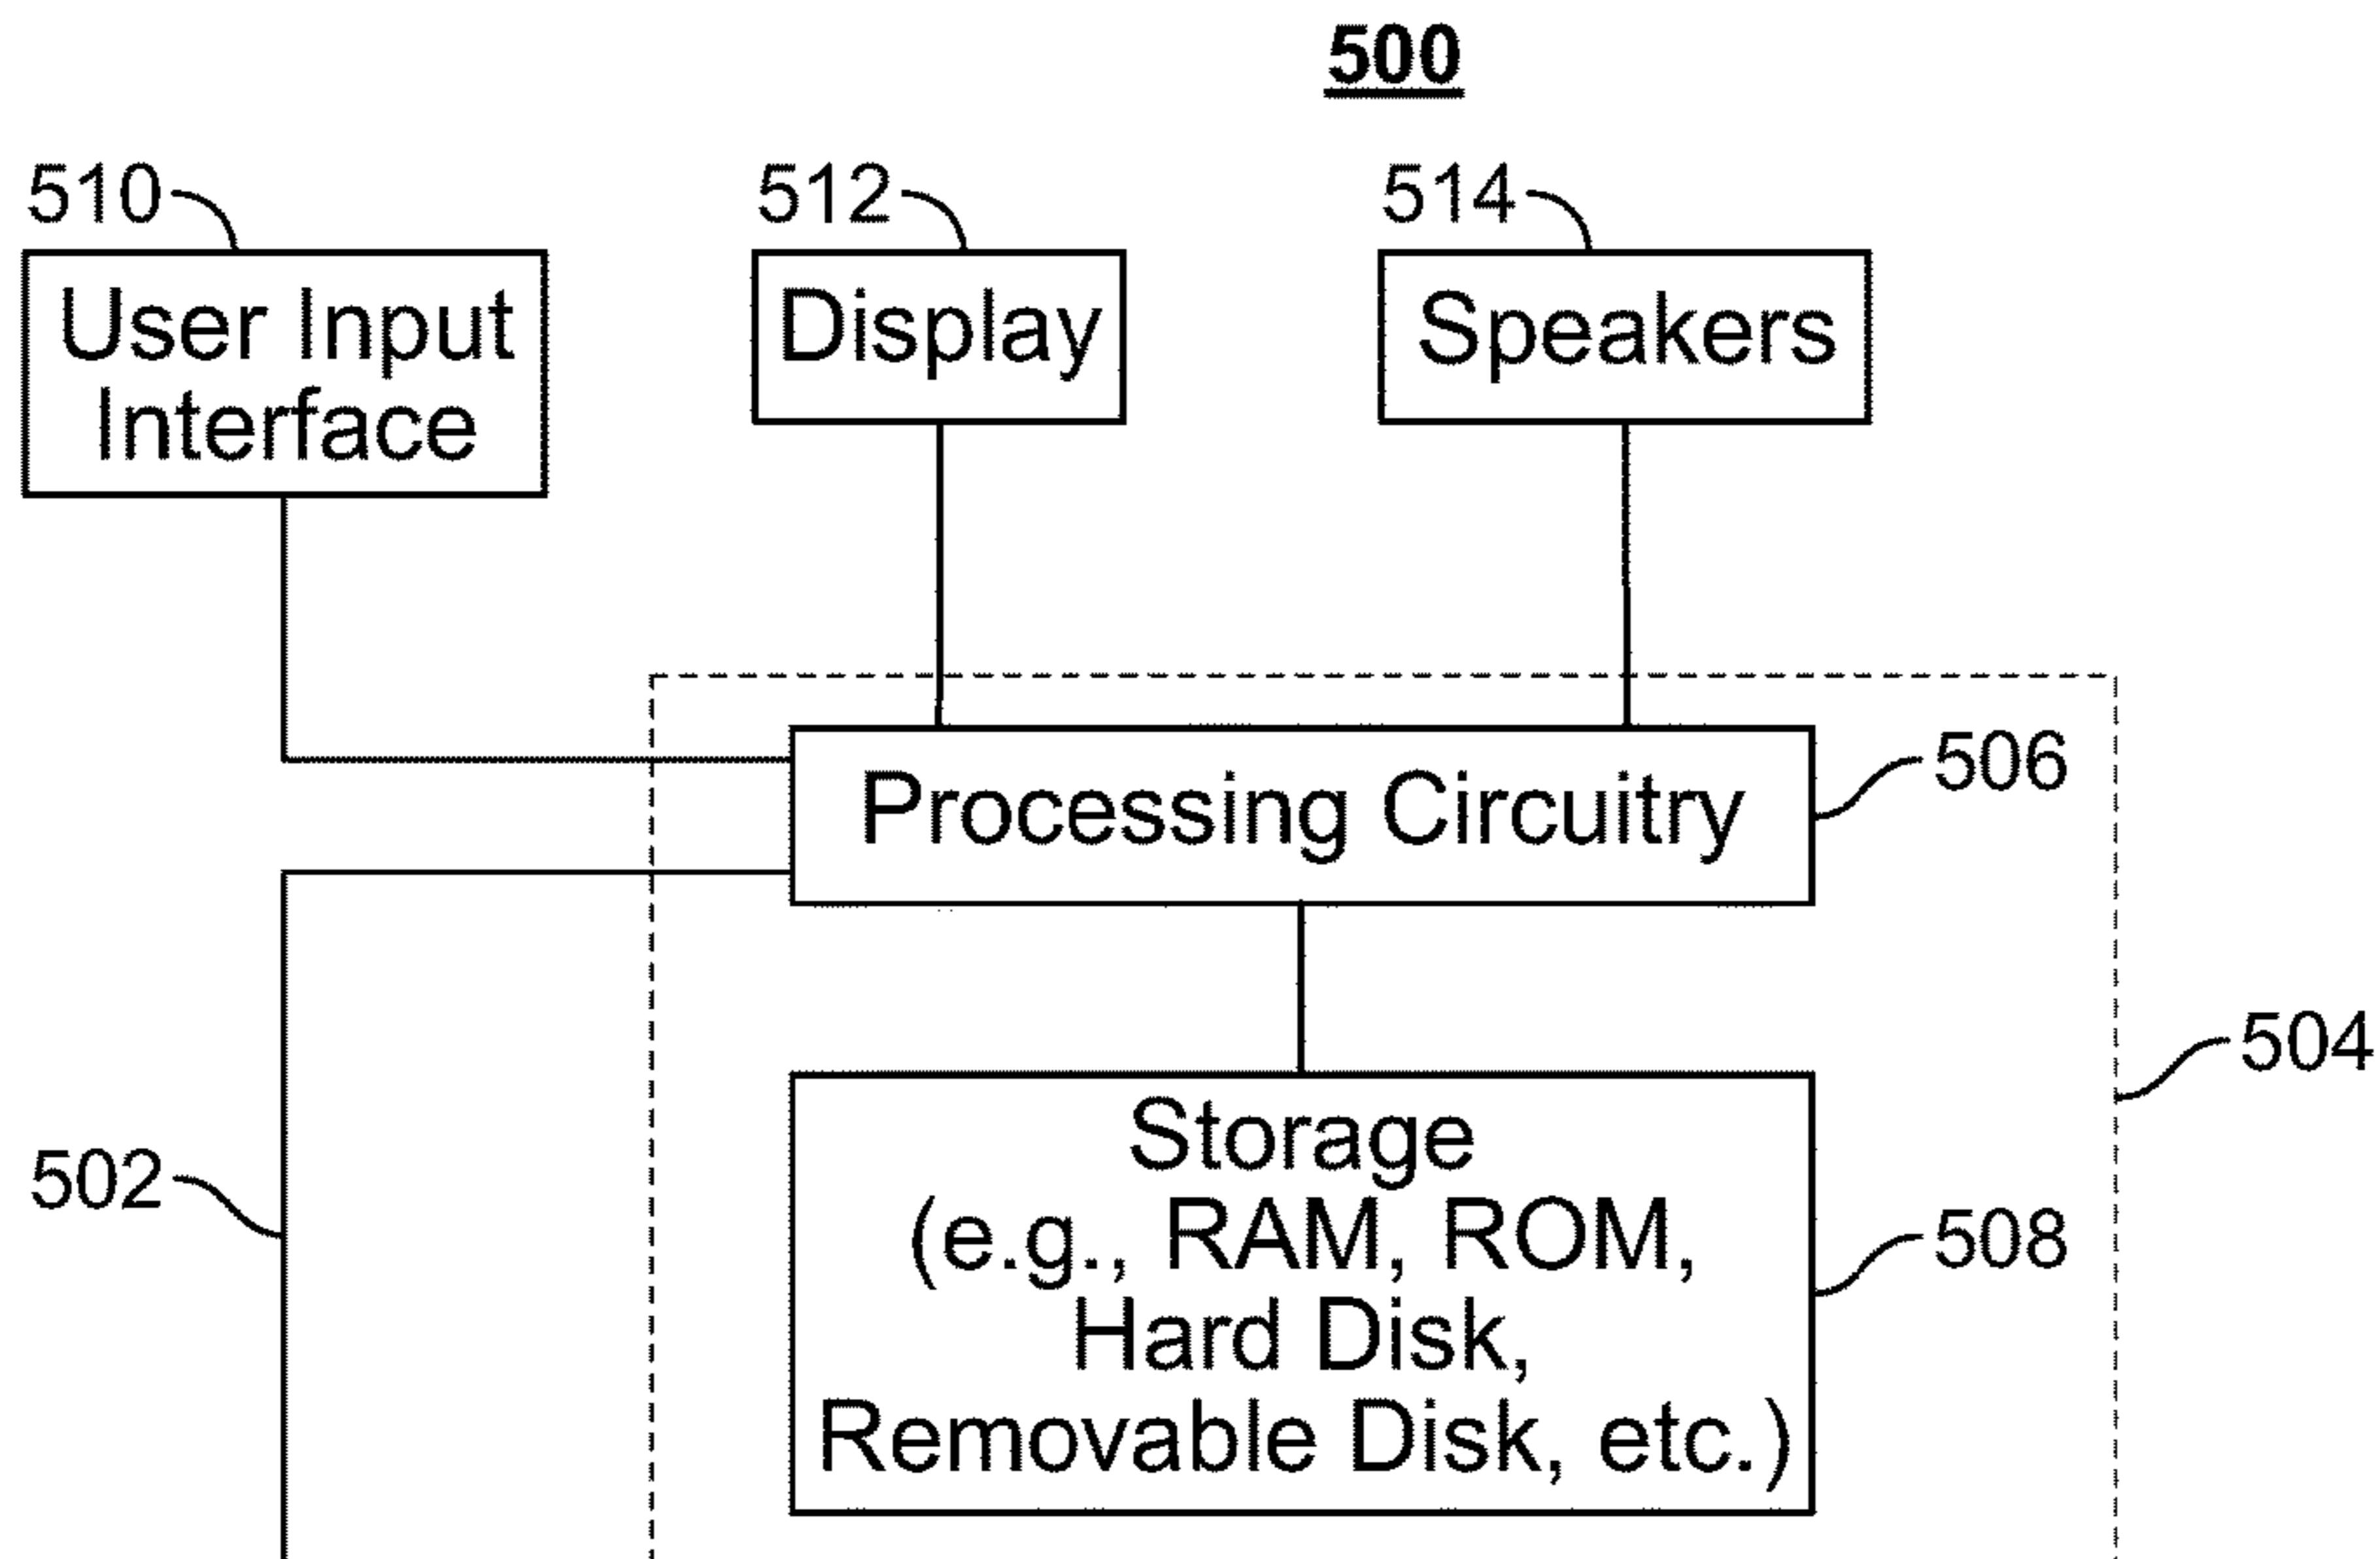 500
510
512
514
User Input
Interface
Display
Speakers
Processing Circuitry
506
504
502
Storage
(e.g., RAM, ROM,
Hard Disk,
Removable Disk, etc.)
508